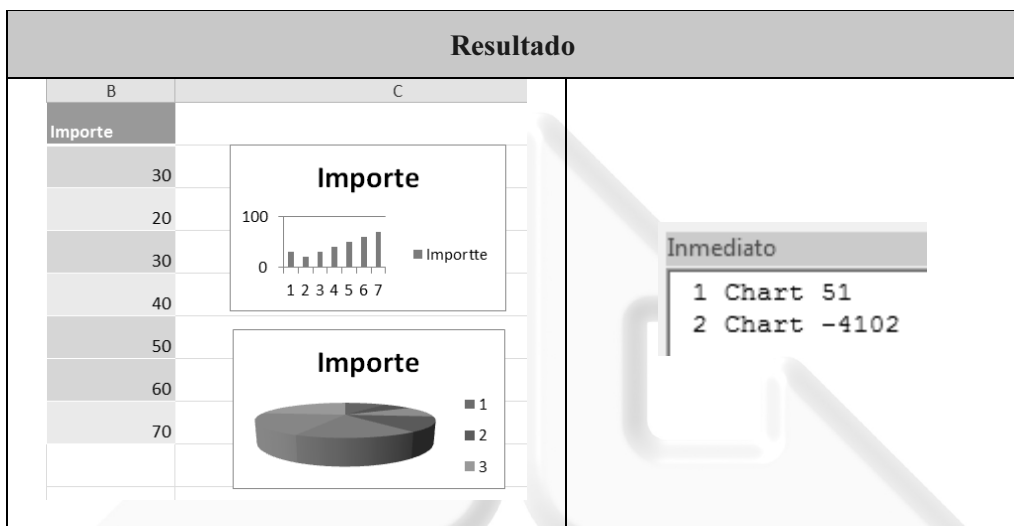 Resultado
B
C
Importe
30
20
30
40
50
60
70
Importe
100
0
Importte
1 2 3 4 5 6 7
Importe
1
2
3
Inmediato
1 Chart 51
2 Chart -4102